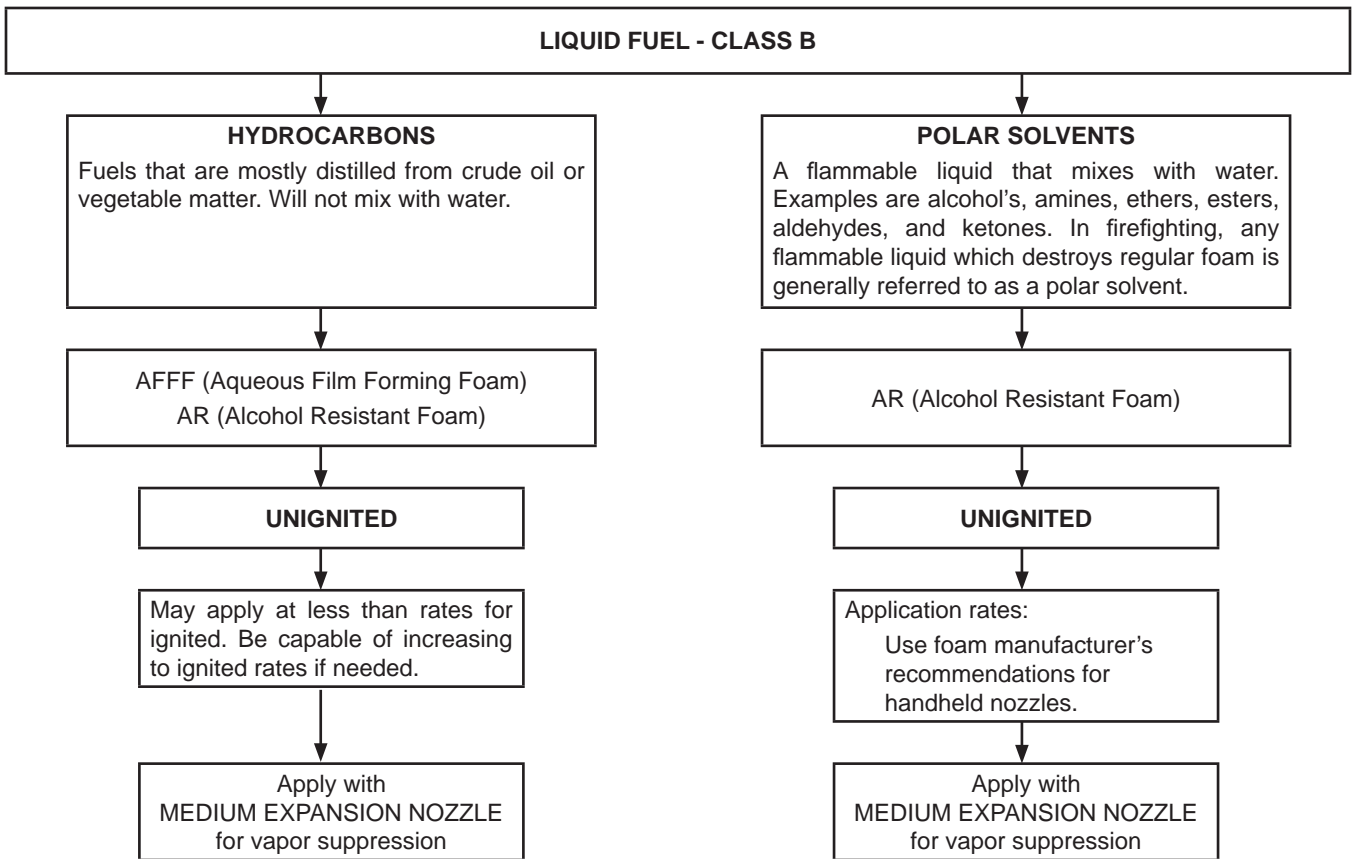 LIQUID FUEL - CLASS B
HYDROCARBONS
Fuels that are mostly distilled from crude oil or
vegetable matter. Will not mix with water.
POLAR SOLVENTS
A flammable liquid that mixes with water.
Examples are alcohol's, amines, ethers, esters,
aldehydes, and ketones. In firefighting, any
flammable liquid which destroys regular foam is
generally referred to as a polar solvent.
AFFF (Aqueous Film Forming Foam)
AR (Alcohol Resistant Foam)
AR (Alcohol Resistant Foam)
UNIGNITED
UNIGNITED
May apply at less than rates for
ignited. Be capable of increasing
to ignited rates if needed.
Application rates:
Use foam manufacturer's
recommendations for
handheld nozzles.
Apply with
MEDIUM EXPANSION NOZZLE
for vapor suppression
Apply with
MEDIUM EXPANSION NOZZLE
for vapor suppression